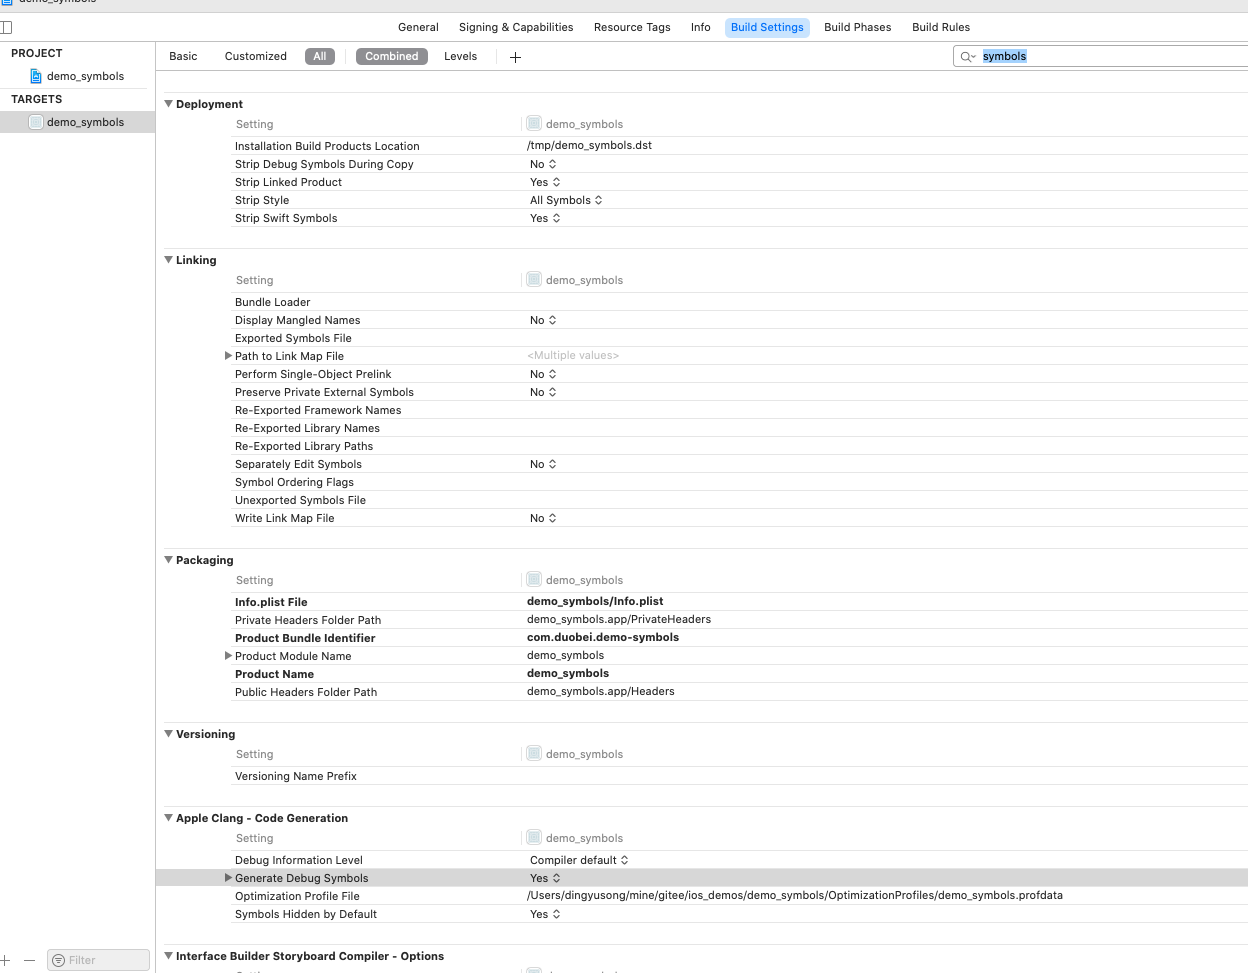 demo_symbols
General Signing & Capabilities Resource Tags Info Build Settings Build Phases Build Rules
PROJECT
demo_symbols
TARGETS
demo_symbols
Basic Customized All Combined Levels + symbols
Deployment
Setting demo_symbols
Installation Build Products Location /tmp/demo_symbols.dst
Strip Debug Symbols During Copy No
Strip Linked Product Yes
Strip Style All Symbols
Strip Swift Symbols Yes
Linking
Setting demo_symbols
Bundle Loader
Display Mangled Names No
Exported Symbols File
Path to Link Map File <Multiple values>
Perform Single-Object Prelink No
Preserve Private External Symbols No
Re-Exported Framework Names
Re-Exported Library Names
Re-Exported Library Paths
Separately Edit Symbols No
Symbol Ordering Flags
Unexported Symbols File
Write Link Map File No
Packaging
Setting demo_symbols
Info.plist File demo_symbols/Info.plist
Private Headers Folder Path demo_symbols.app/PrivateHeaders
Product Bundle Identifier com.duobei.demo-symbols
Product Module Name demo_symbols
Product Name demo_symbols
Public Headers Folder Path demo_symbols.app/Headers
Versioning
Setting demo_symbols
Versioning Name Prefix
Apple Clang - Code Generation
Setting demo_symbols
Debug Information Level Compiler default
Generate Debug Symbols Yes
Optimization Profile File /Users/dingyusong/mine/gitee/ios_demos/demo_symbols/OptimizationProfiles/demo_symbols.profdata
Symbols Hidden by Default Yes
Interface Builder Storyboard Compiler - Options
Filter